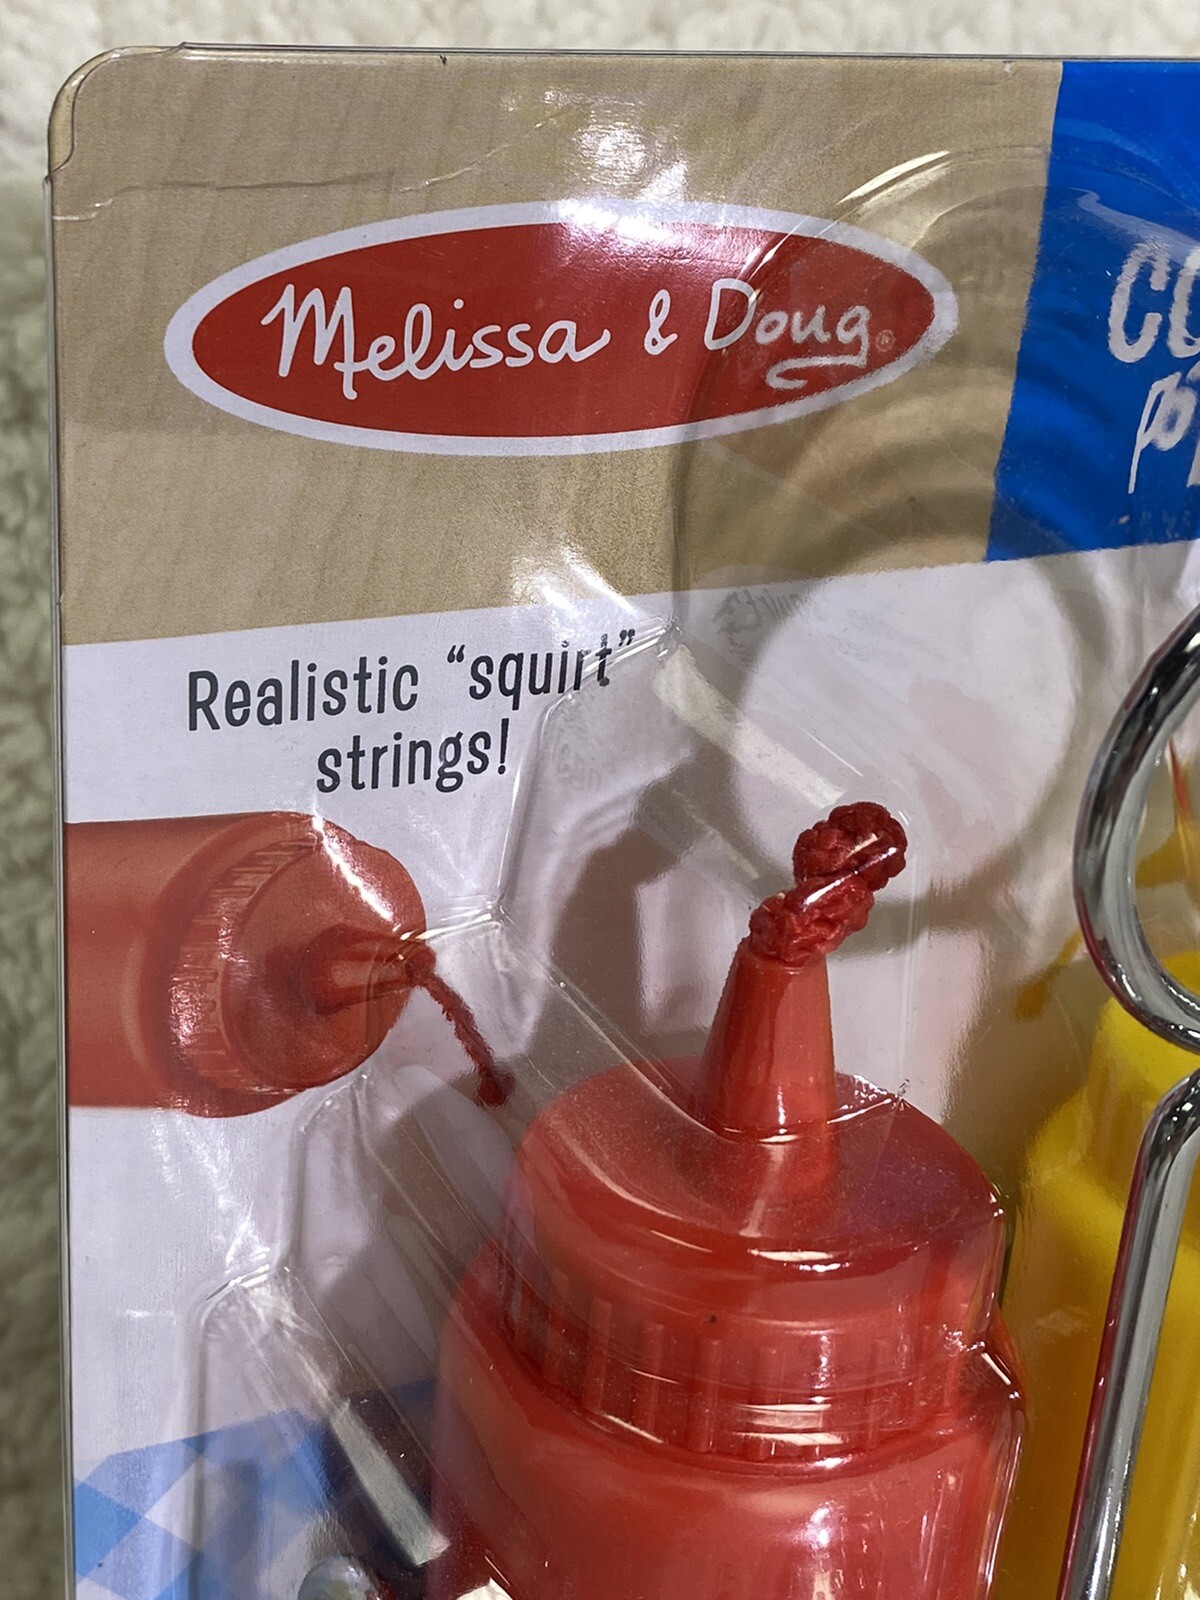 Melissa & Doug®
Realistic “squirt”
strings!